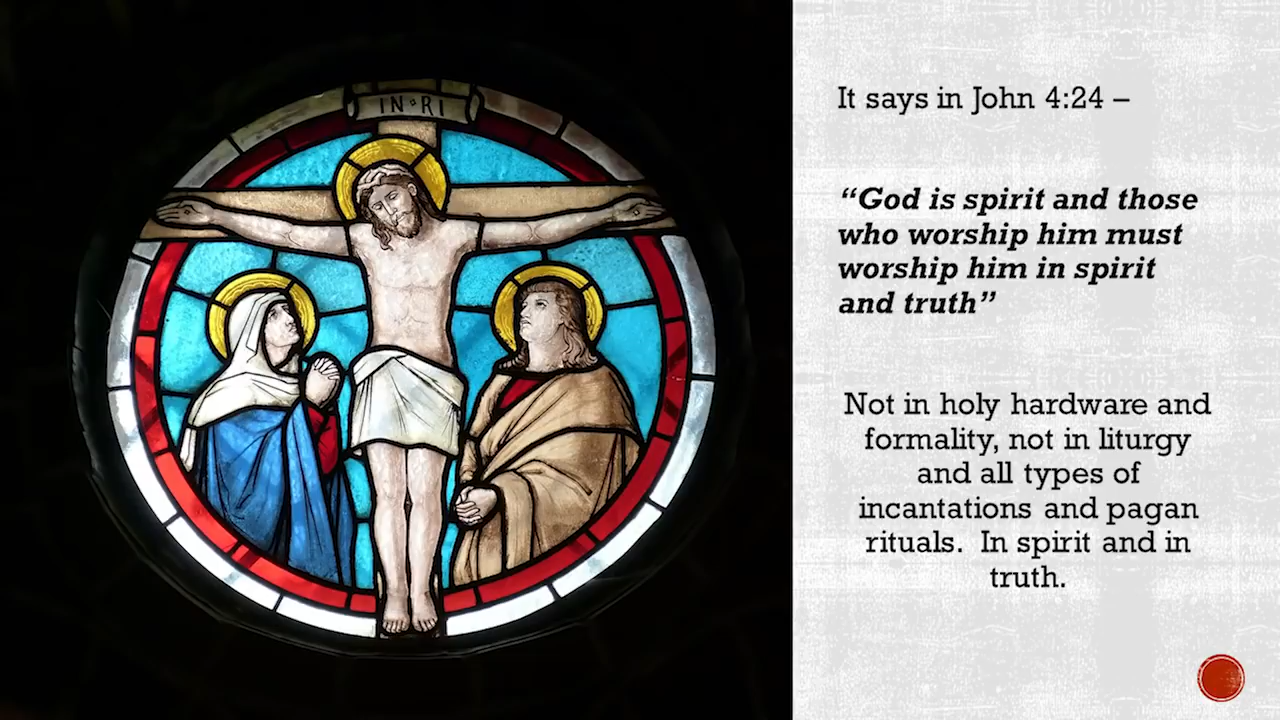 IN·RI
It says in John 4:24 –
“God is spirit and those
who worship him must
worship him in spirit
and truth”
Not in holy hardware and
formality, not in liturgy
and all types of
incantations and pagan
rituals.  In spirit and in
truth.